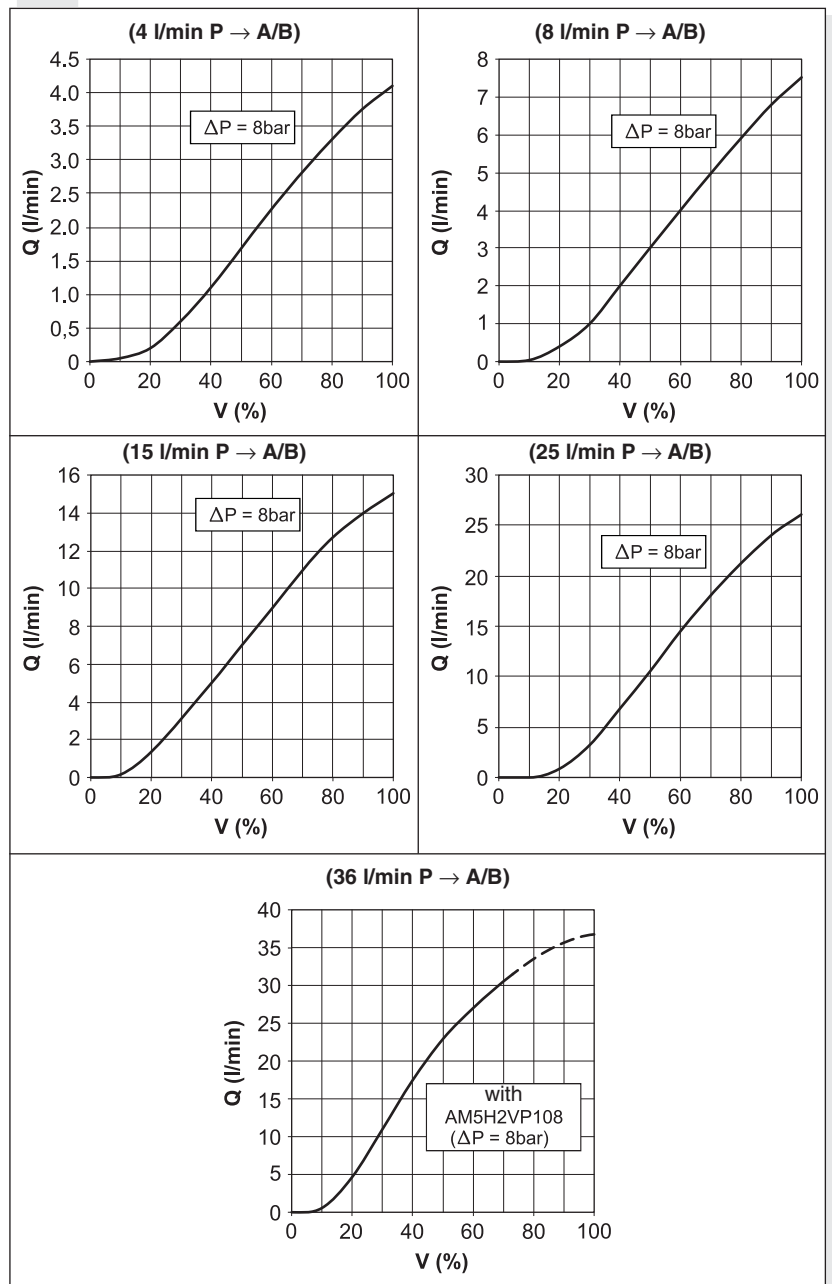 (4 l/min P → A/B)
4.5
4.0
3.5
3.0
2.5
2.0
1.5
1.0
0,5
0
Q (l/min)
ΔP = 8bar
0 20 40 60 80 100
V (%)
(8 l/min P → A/B)
8
7
6
5
4
3
2
1
0
Q (l/min)
ΔP = 8bar
0 20 40 60 80 100
V (%)
(15 l/min P → A/B)
16
14
12
10
8
6
4
2
0
Q (l/min)
ΔP = 8bar
0 20 40 60 80 100
V (%)
(25 l/min P → A/B)
30
25
20
15
10
5
0
Q (l/min)
ΔP = 8bar
0 20 40 60 80 100
V (%)
(36 l/min P → A/B)
40
35
30
25
20
15
10
5
0
Q (l/min)
with
AM5H2VP108
(ΔP = 8bar)
0 20 40 60 80 100
V (%)